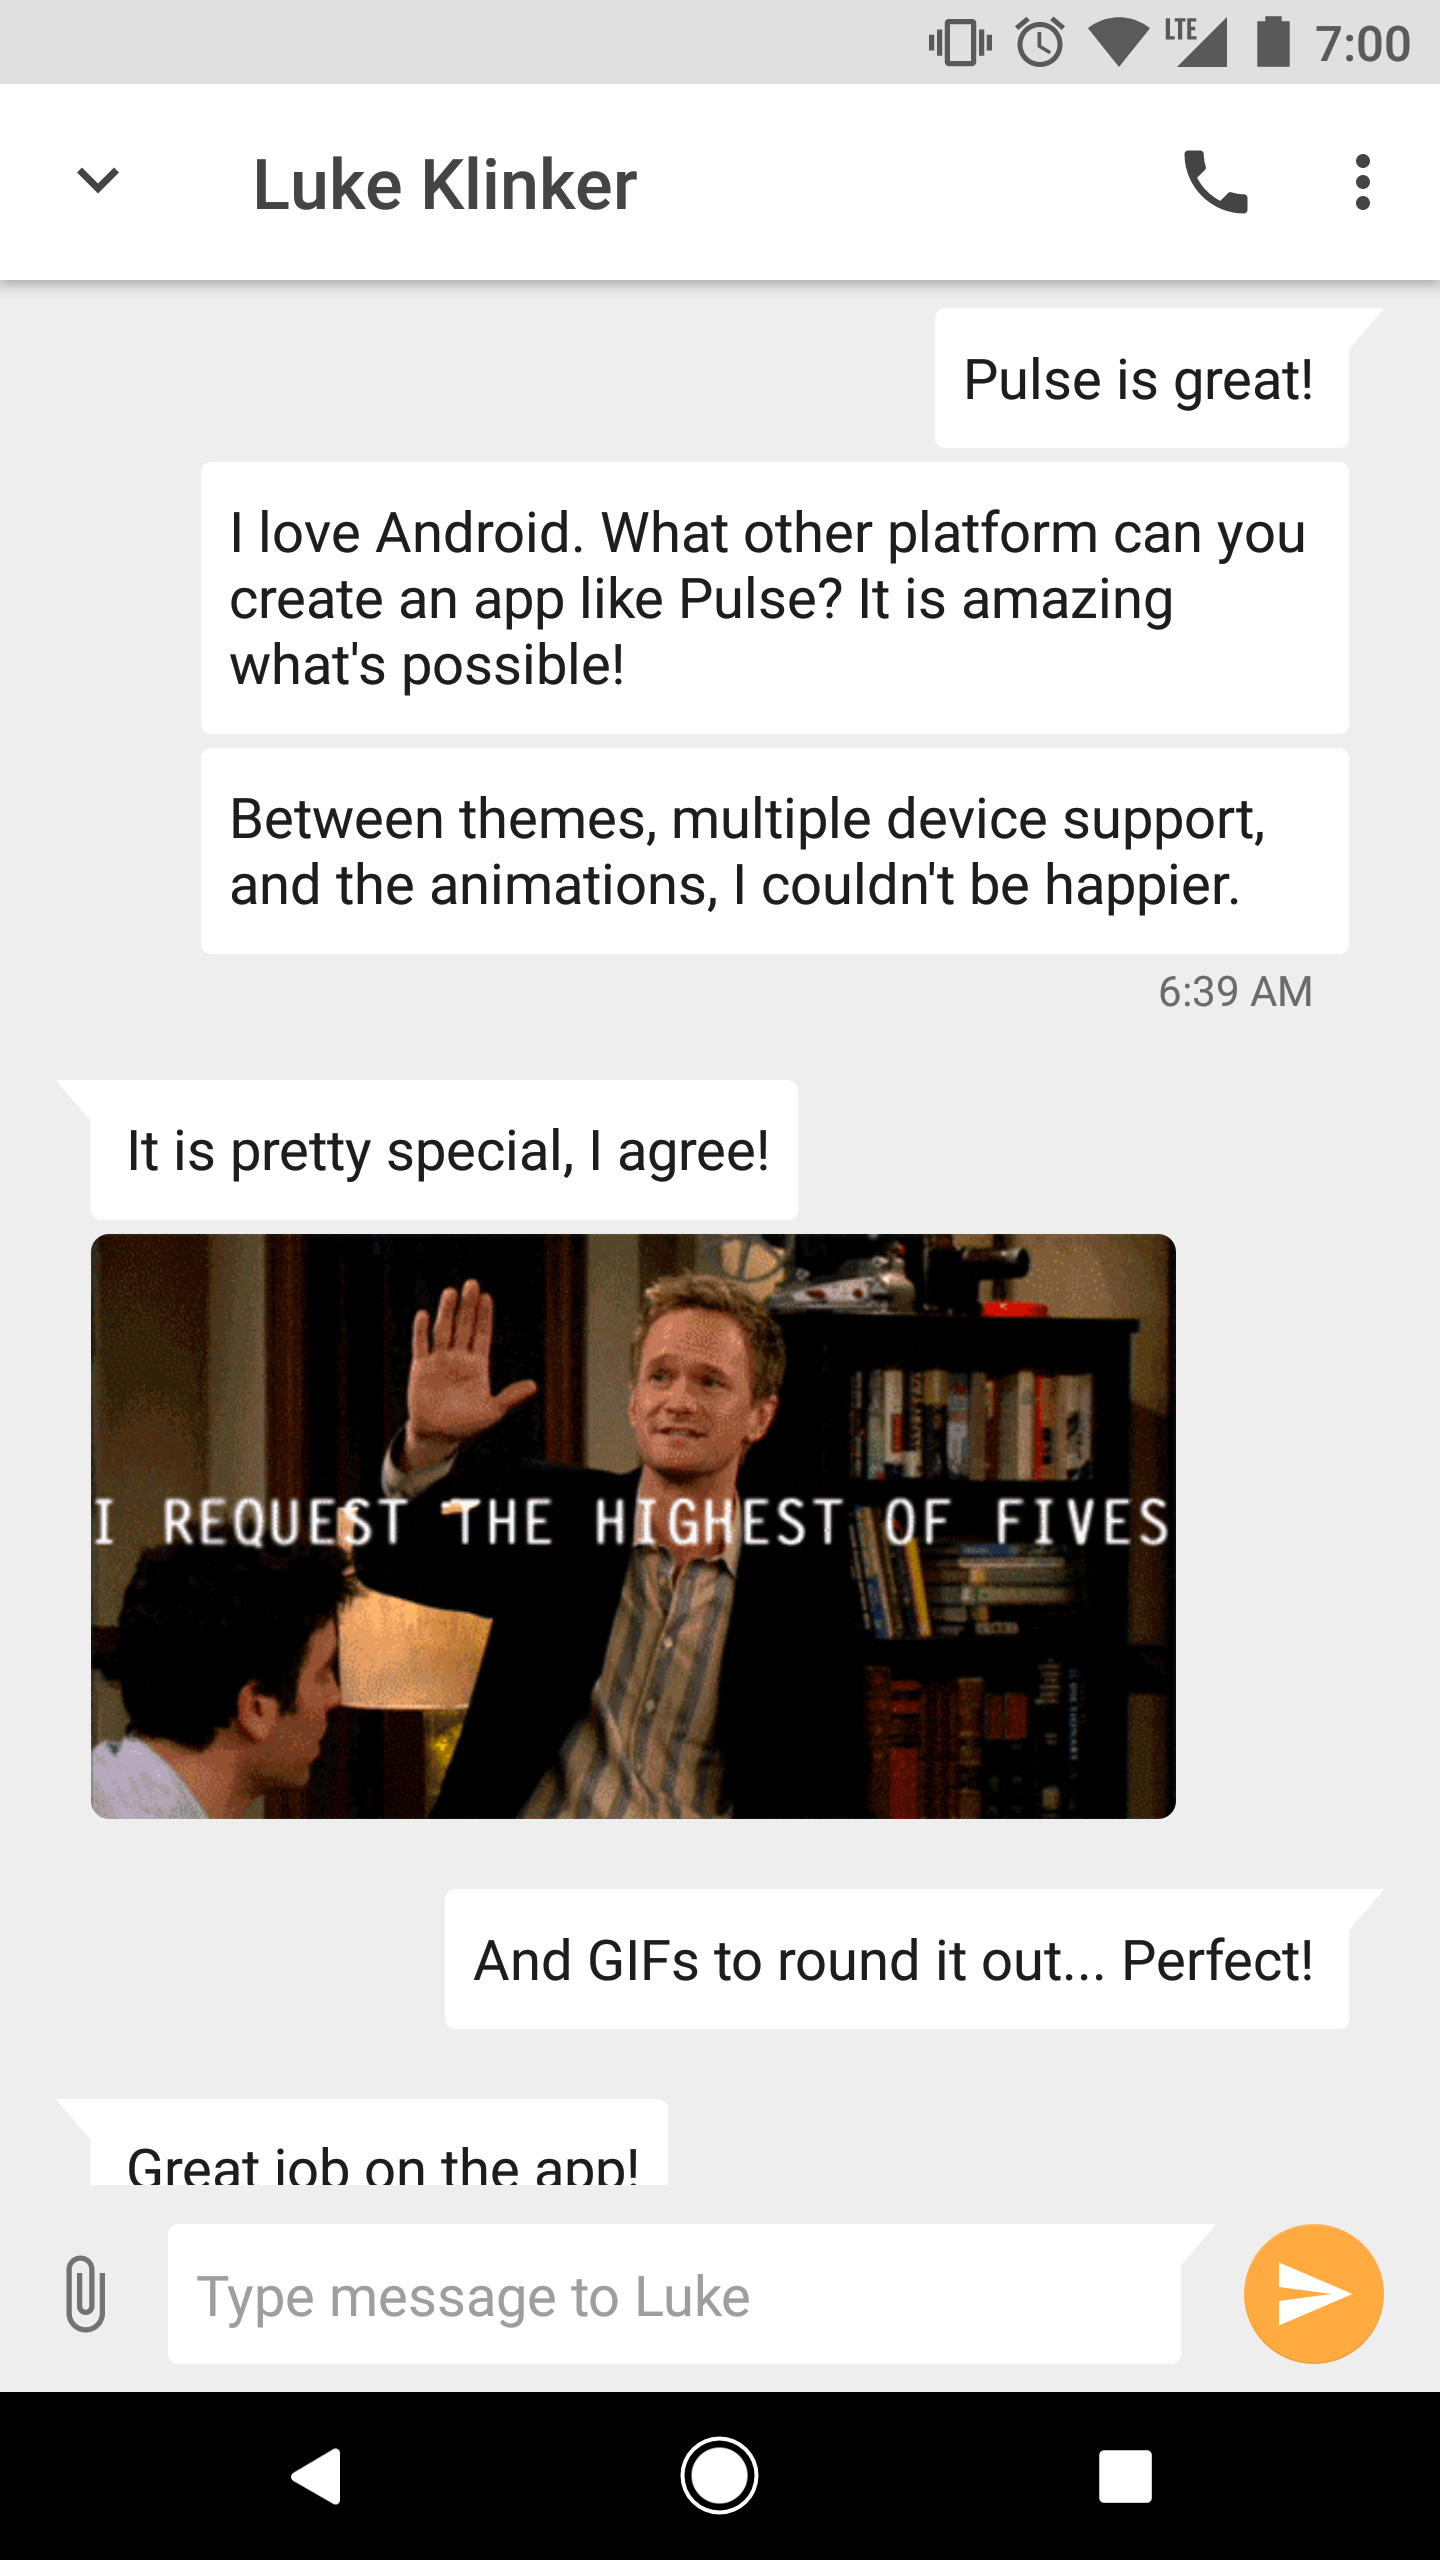 LTE 7:00
Luke Klinker
Pulse is great!
I love Android. What other platform can you
create an app like Pulse? It is amazing
what's possible!
Between themes, multiple device support,
and the animations, I couldn't be happier.
6:39 AM
It is pretty special, I agree!
I REQUEST THE HIGHEST OF FIVES
And GIFs to round it out... Perfect!
Great job on the app!
Type message to Luke